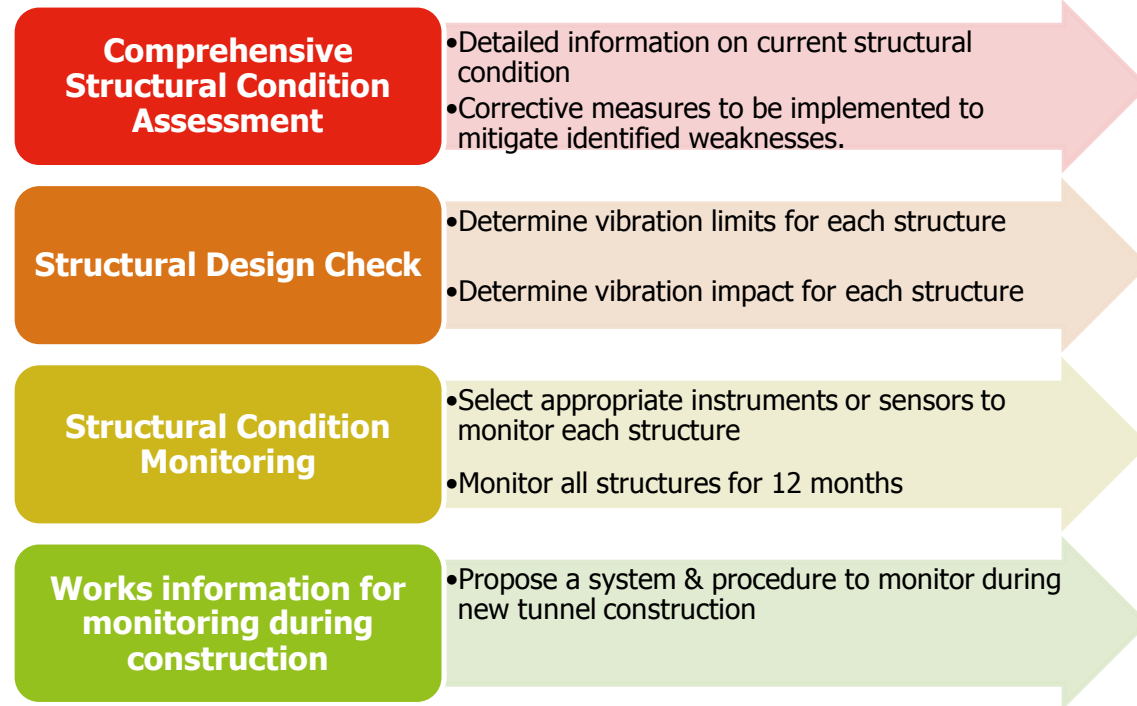 Comprehensive
Structural Condition
Assessment
•Detailed information on current structural
condition
•Corrective measures to be implemented to
mitigate identified weaknesses.
Structural Design Check
•Determine vibration limits for each structure
•Determine vibration impact for each structure
Structural Condition
Monitoring
•Select appropriate instruments or sensors to
monitor each structure
•Monitor all structures for 12 months
Works information for
monitoring during
construction
•Propose a system & procedure to monitor during
new tunnel construction